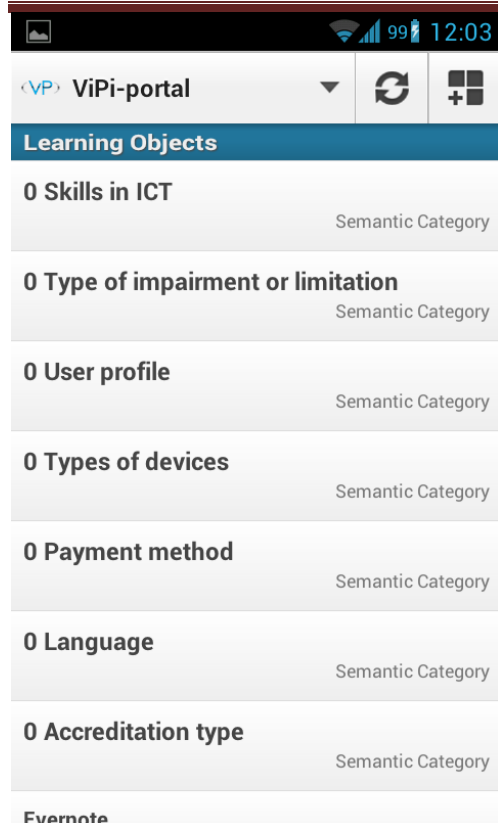 99 12:03
VP ViPi-portal
Learning Objects
0 Skills in ICT
Semantic Category
0 Type of impairment or limitation
Semantic Category
0 User profile
Semantic Category
0 Types of devices
Semantic Category
0 Payment method
Semantic Category
0 Language
Semantic Category
0 Accreditation type
Semantic Category
Evernote